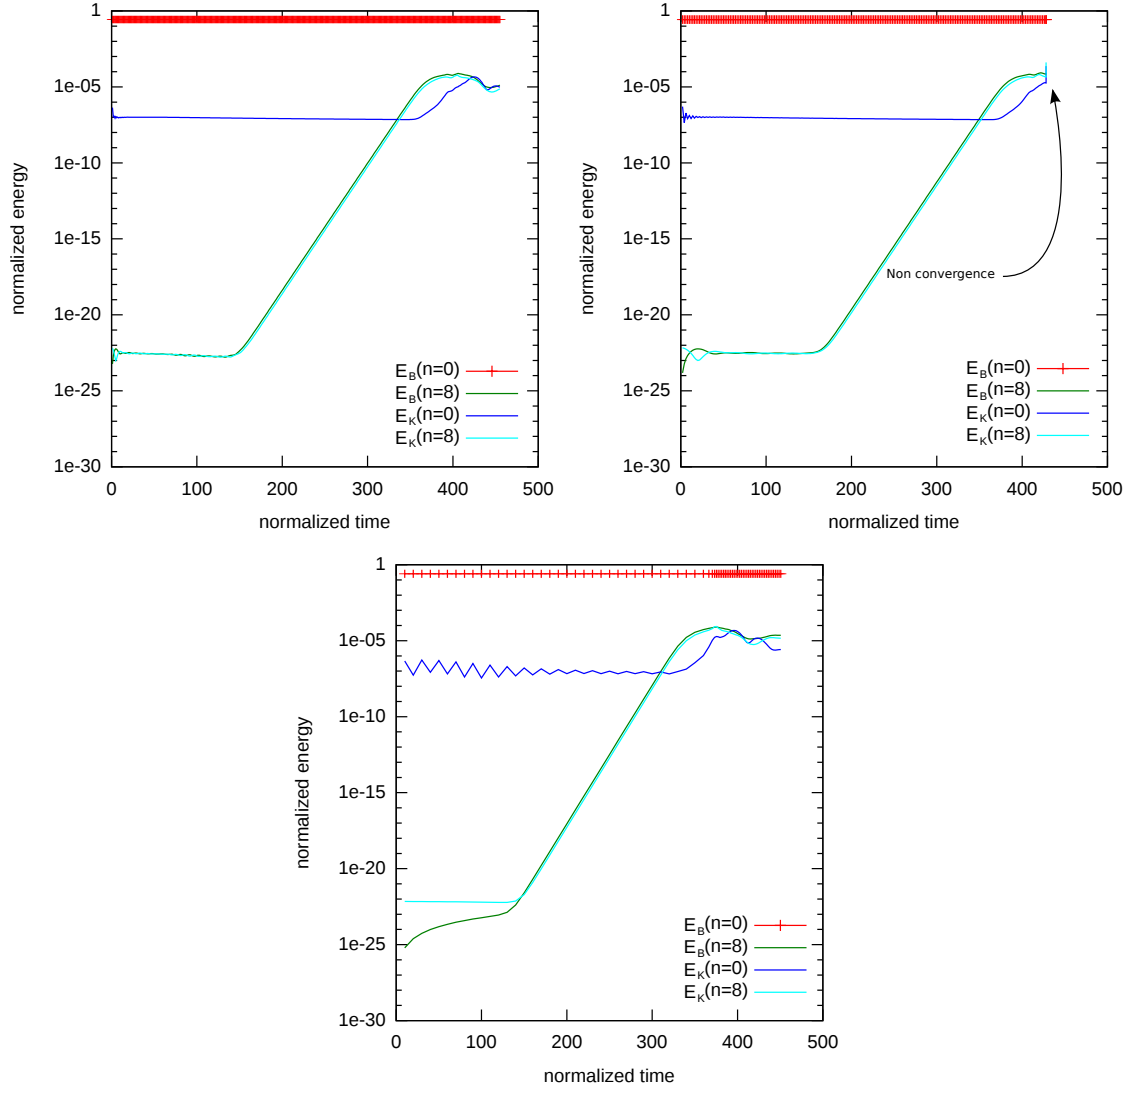 1
1e-05
1e-10
1e-15
1e-20
1e-25
1e-30
0 100 200 300 400 500
normalized energy
normalized time
E_B(n=0)
E_B(n=8)
E_K(n=0)
E_K(n=8)
1
1e-05
1e-10
1e-15
1e-20
1e-25
1e-30
0 100 200 300 400 500
normalized energy
normalized time
Non convergence
E_B(n=0)
E_B(n=8)
E_K(n=0)
E_K(n=8)
1
1e-05
1e-10
1e-15
1e-20
1e-25
1e-30
0 100 200 300 400 500
normalized energy
normalized time
E_B(n=0)
E_B(n=8)
E_K(n=0)
E_K(n=8)